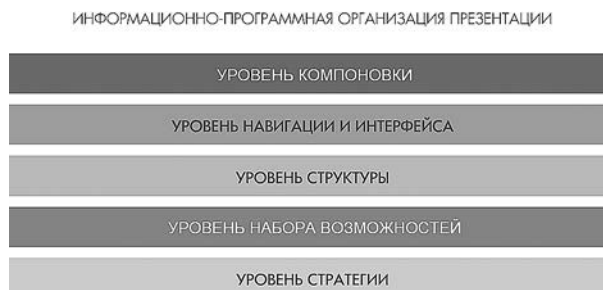 ИНФОРМАЦИОННО-ПРОГРАММНАЯ ОРГАНИЗАЦИЯ ПРЕЗЕНТАЦИИ
УРОВЕНЬ КОМПОНОВКИ
УРОВЕНЬ НАВИГАЦИИ И ИНТЕРФЕЙСА
УРОВЕНЬ СТРУКТУРЫ
УРОВЕНЬ НАБОРА ВОЗМОЖНОСТЕЙ
УРОВЕНЬ СТРАТЕГИИ